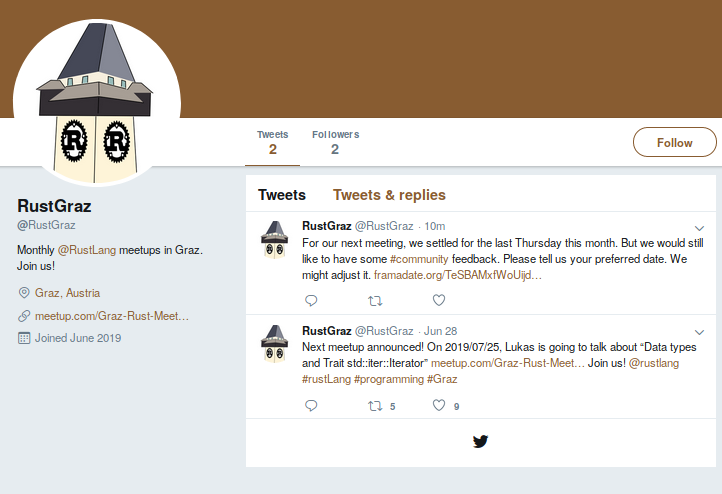 R R
Tweets Followers
2 2
Follow
RustGraz
@RustGraz
Monthly @RustLang meetups in Graz.
Join us!
Graz, Austria
meetup.com/Graz-Rust-Meet…
Joined June 2019
Tweets Tweets & replies
RustGraz @RustGraz · 10m
For our next meeting, we settled for the last Thursday this month. But we would still
like to have some #community feedback. Please tell us your preferred date. We
might adjust it. framadate.org/TeSBAMxfWoUijd…
RustGraz @RustGraz · Jun 28
Next meetup announced! On 2019/07/25, Lukas is going to talk about “Data types
and Trait std::iter::Iterator” meetup.com/Graz-Rust-Meet… Join us! @rustlang
#rustLang #programming #Graz
5 9